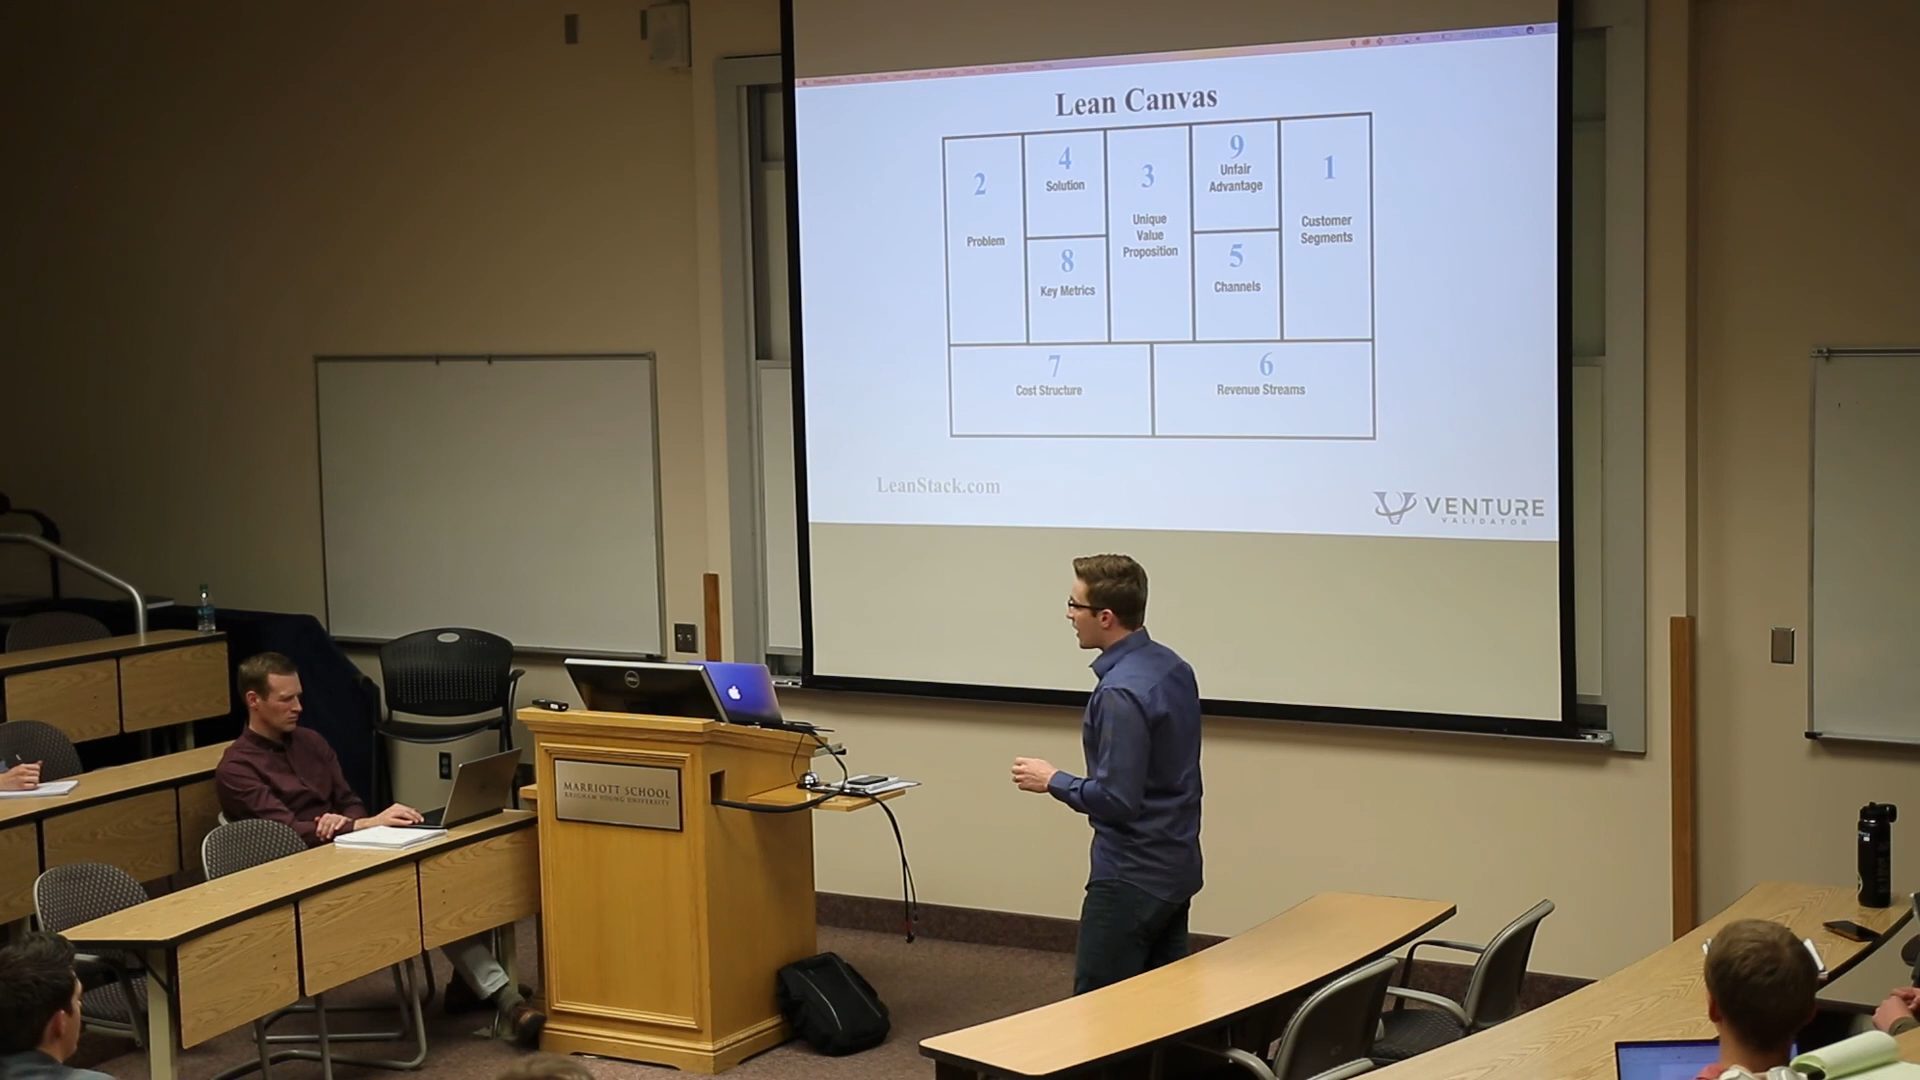 Lean Canvas
2
Problem
4
Solution
8
Key Metrics
3
Unique
Value
Proposition
9
Unfair
Advantage
5
Channels
1
Customer
Segments
7
Cost Structure
6
Revenue Streams
LeanStack.com
VENTURE
VALIDATOR
DELL
MARRIOTT SCHOOL
BRIGHAM YOUNG UNIVERSITY